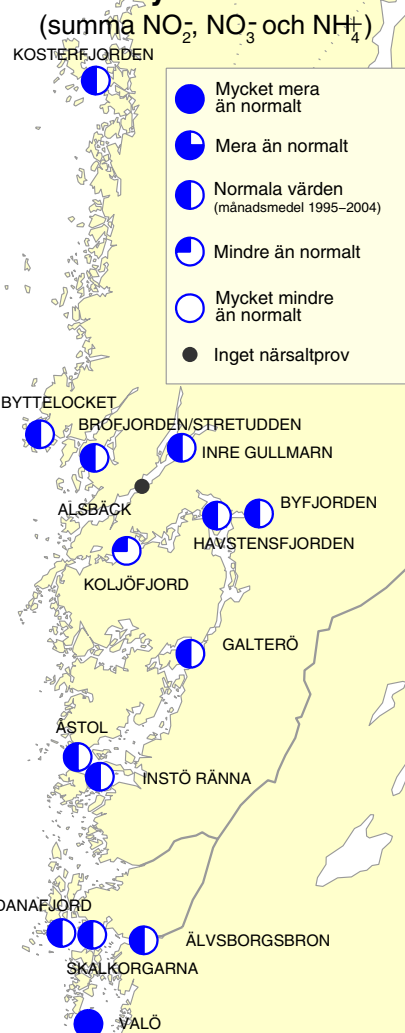 (summa NO₂⁻, NO₃⁻ och NH₄⁺)
KOSTERFJORDEN
Mycket mera
än normalt
Mera än normalt
Normala värden
(månadsmedel 1995–2004)
Mindre än normalt
Mycket mindre
än normalt
Inget närsaltprov
BYTTELOCKET
BROFJORDEN/STRETUDDEN
INRE GULLMARN
ALSBÄCK
BYFJORDEN
HAVSTENSFJORDEN
KOLJÖFJORD
GALTERÖ
ÅSTOL
INSTÖ RÄNNA
DANAFJORD
ÄLVSBORGSBRON
SKALKORGARNA
VALÖ